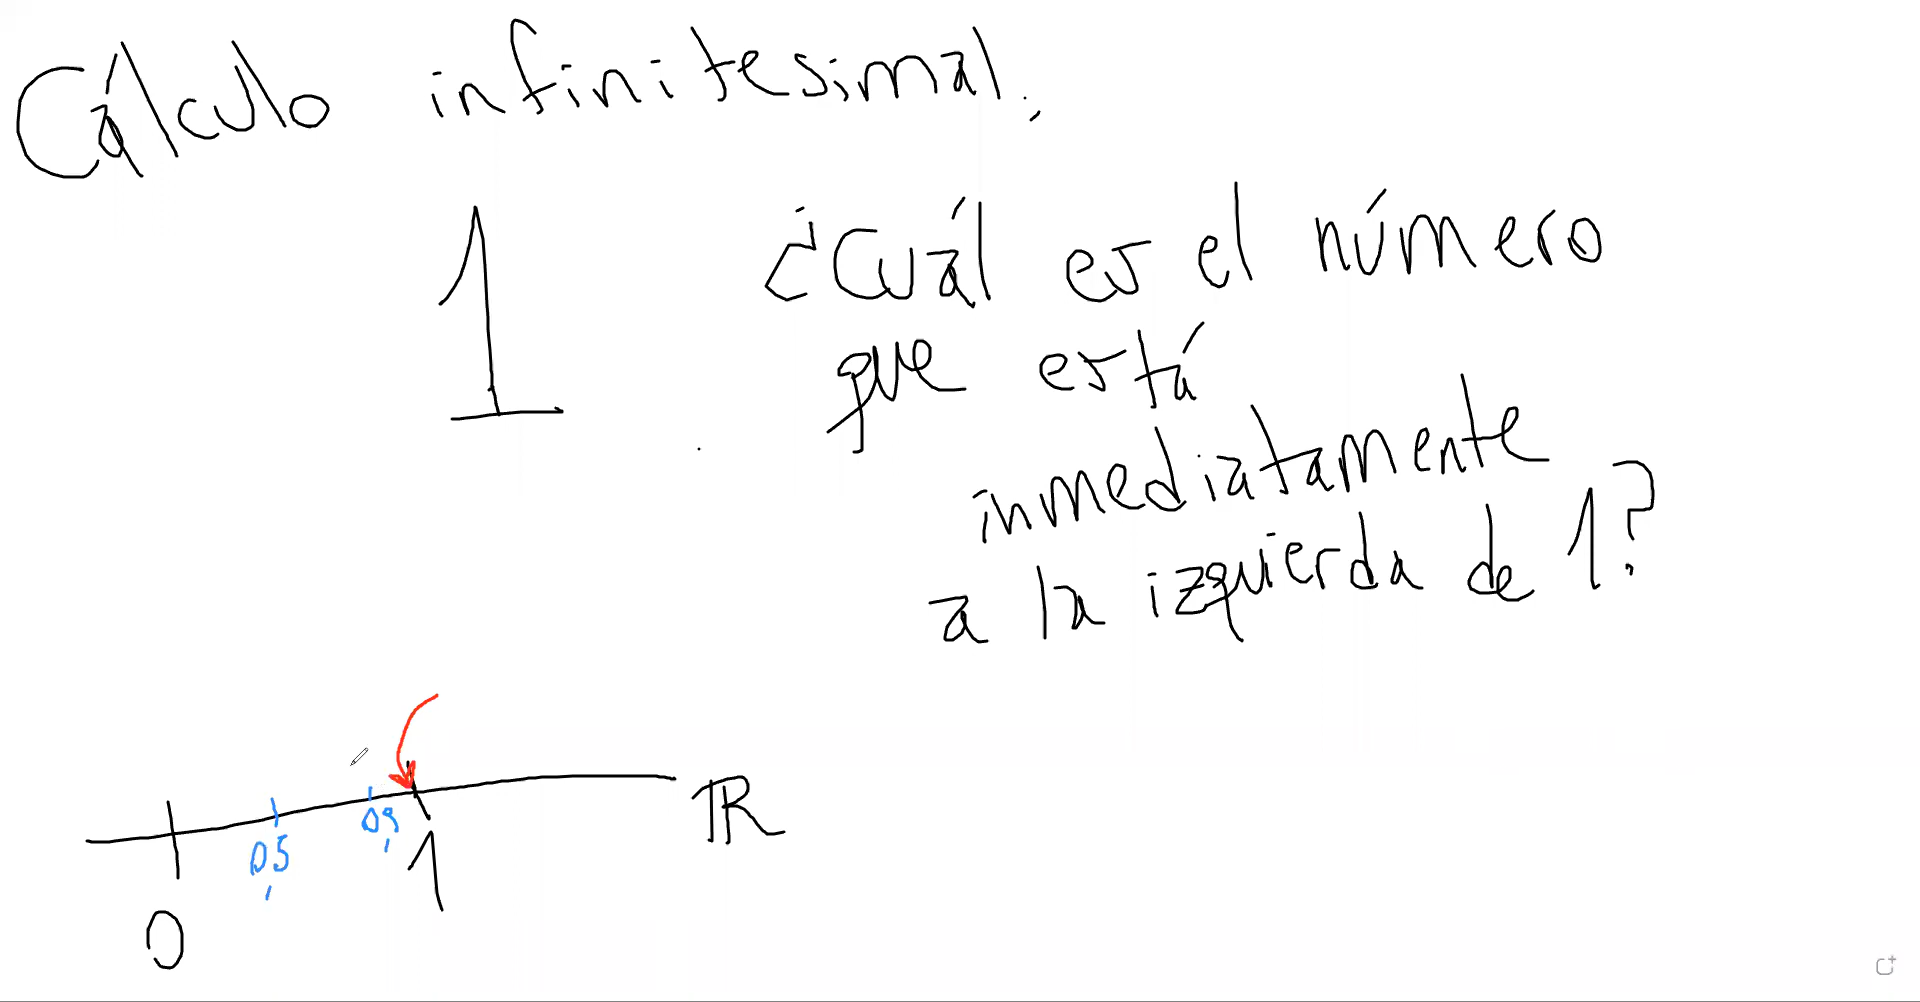 Cálculo infinitesimal.
1
¿Cuál es el número
que está
inmediatamente
a la izquierda de 1?
0
0,5
0,9
1
ℝ